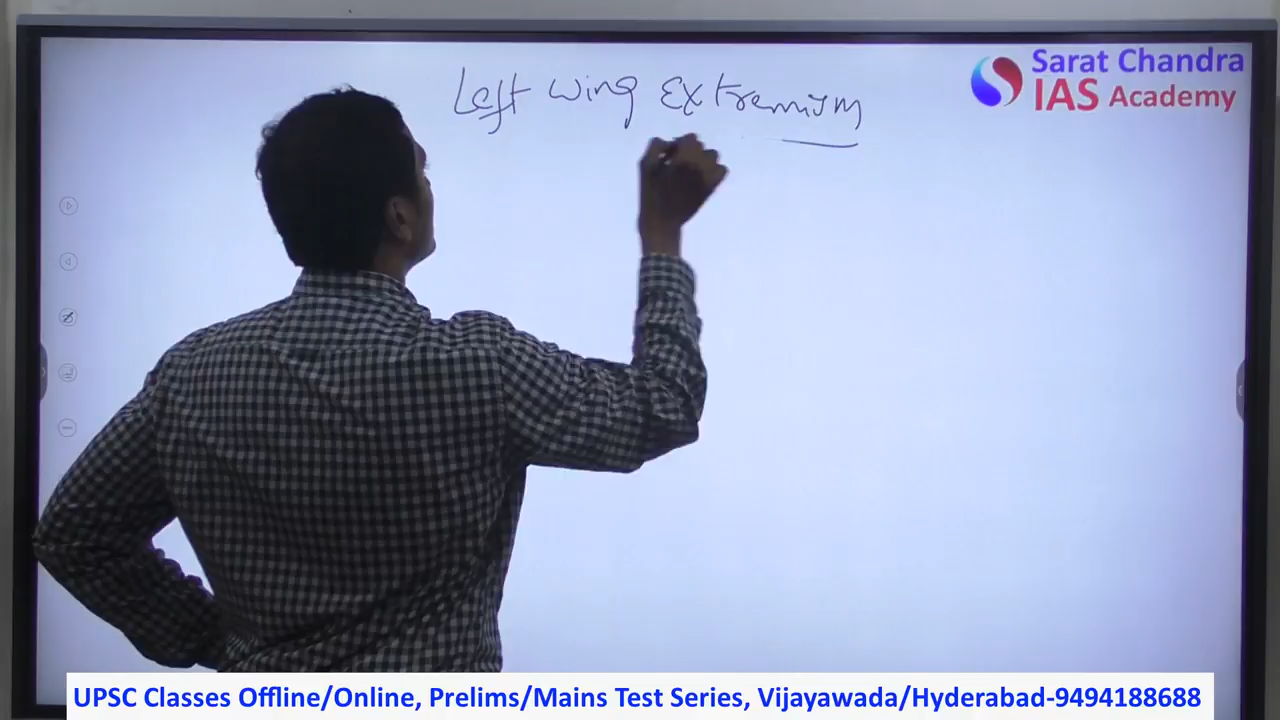 Left wing Extremism
Sarat Chandra
IAS Academy
UPSC Classes Offline/Online, Prelims/Mains Test Series, Vijayawada/Hyderabad-9494188688